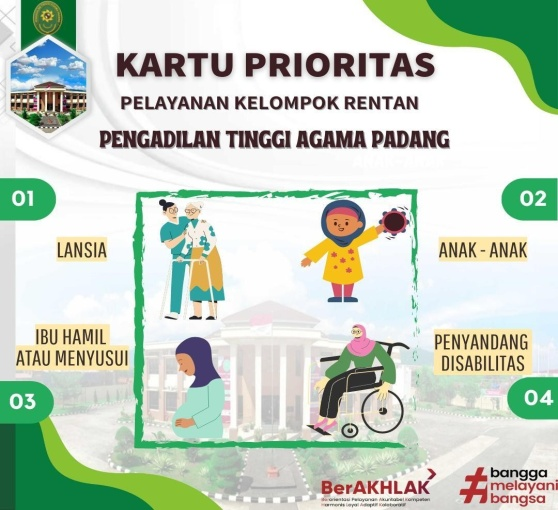 KARTU PRIORITAS
PELAYANAN KELOMPOK RENTAN
PENGADILAN TINGGI AGAMA PADANG
01
02
LANSIA
ANAK - ANAK
IBU HAMIL
ATAU MENYUSUI
PENYANDANG
DISABILITAS
03
04
BerAKHLAK
Berorientasi Pelayanan Akuntabel Kompeten
Harmonis Loyal Adaptif Kolaboratif
#bangga
melayani
bangsa